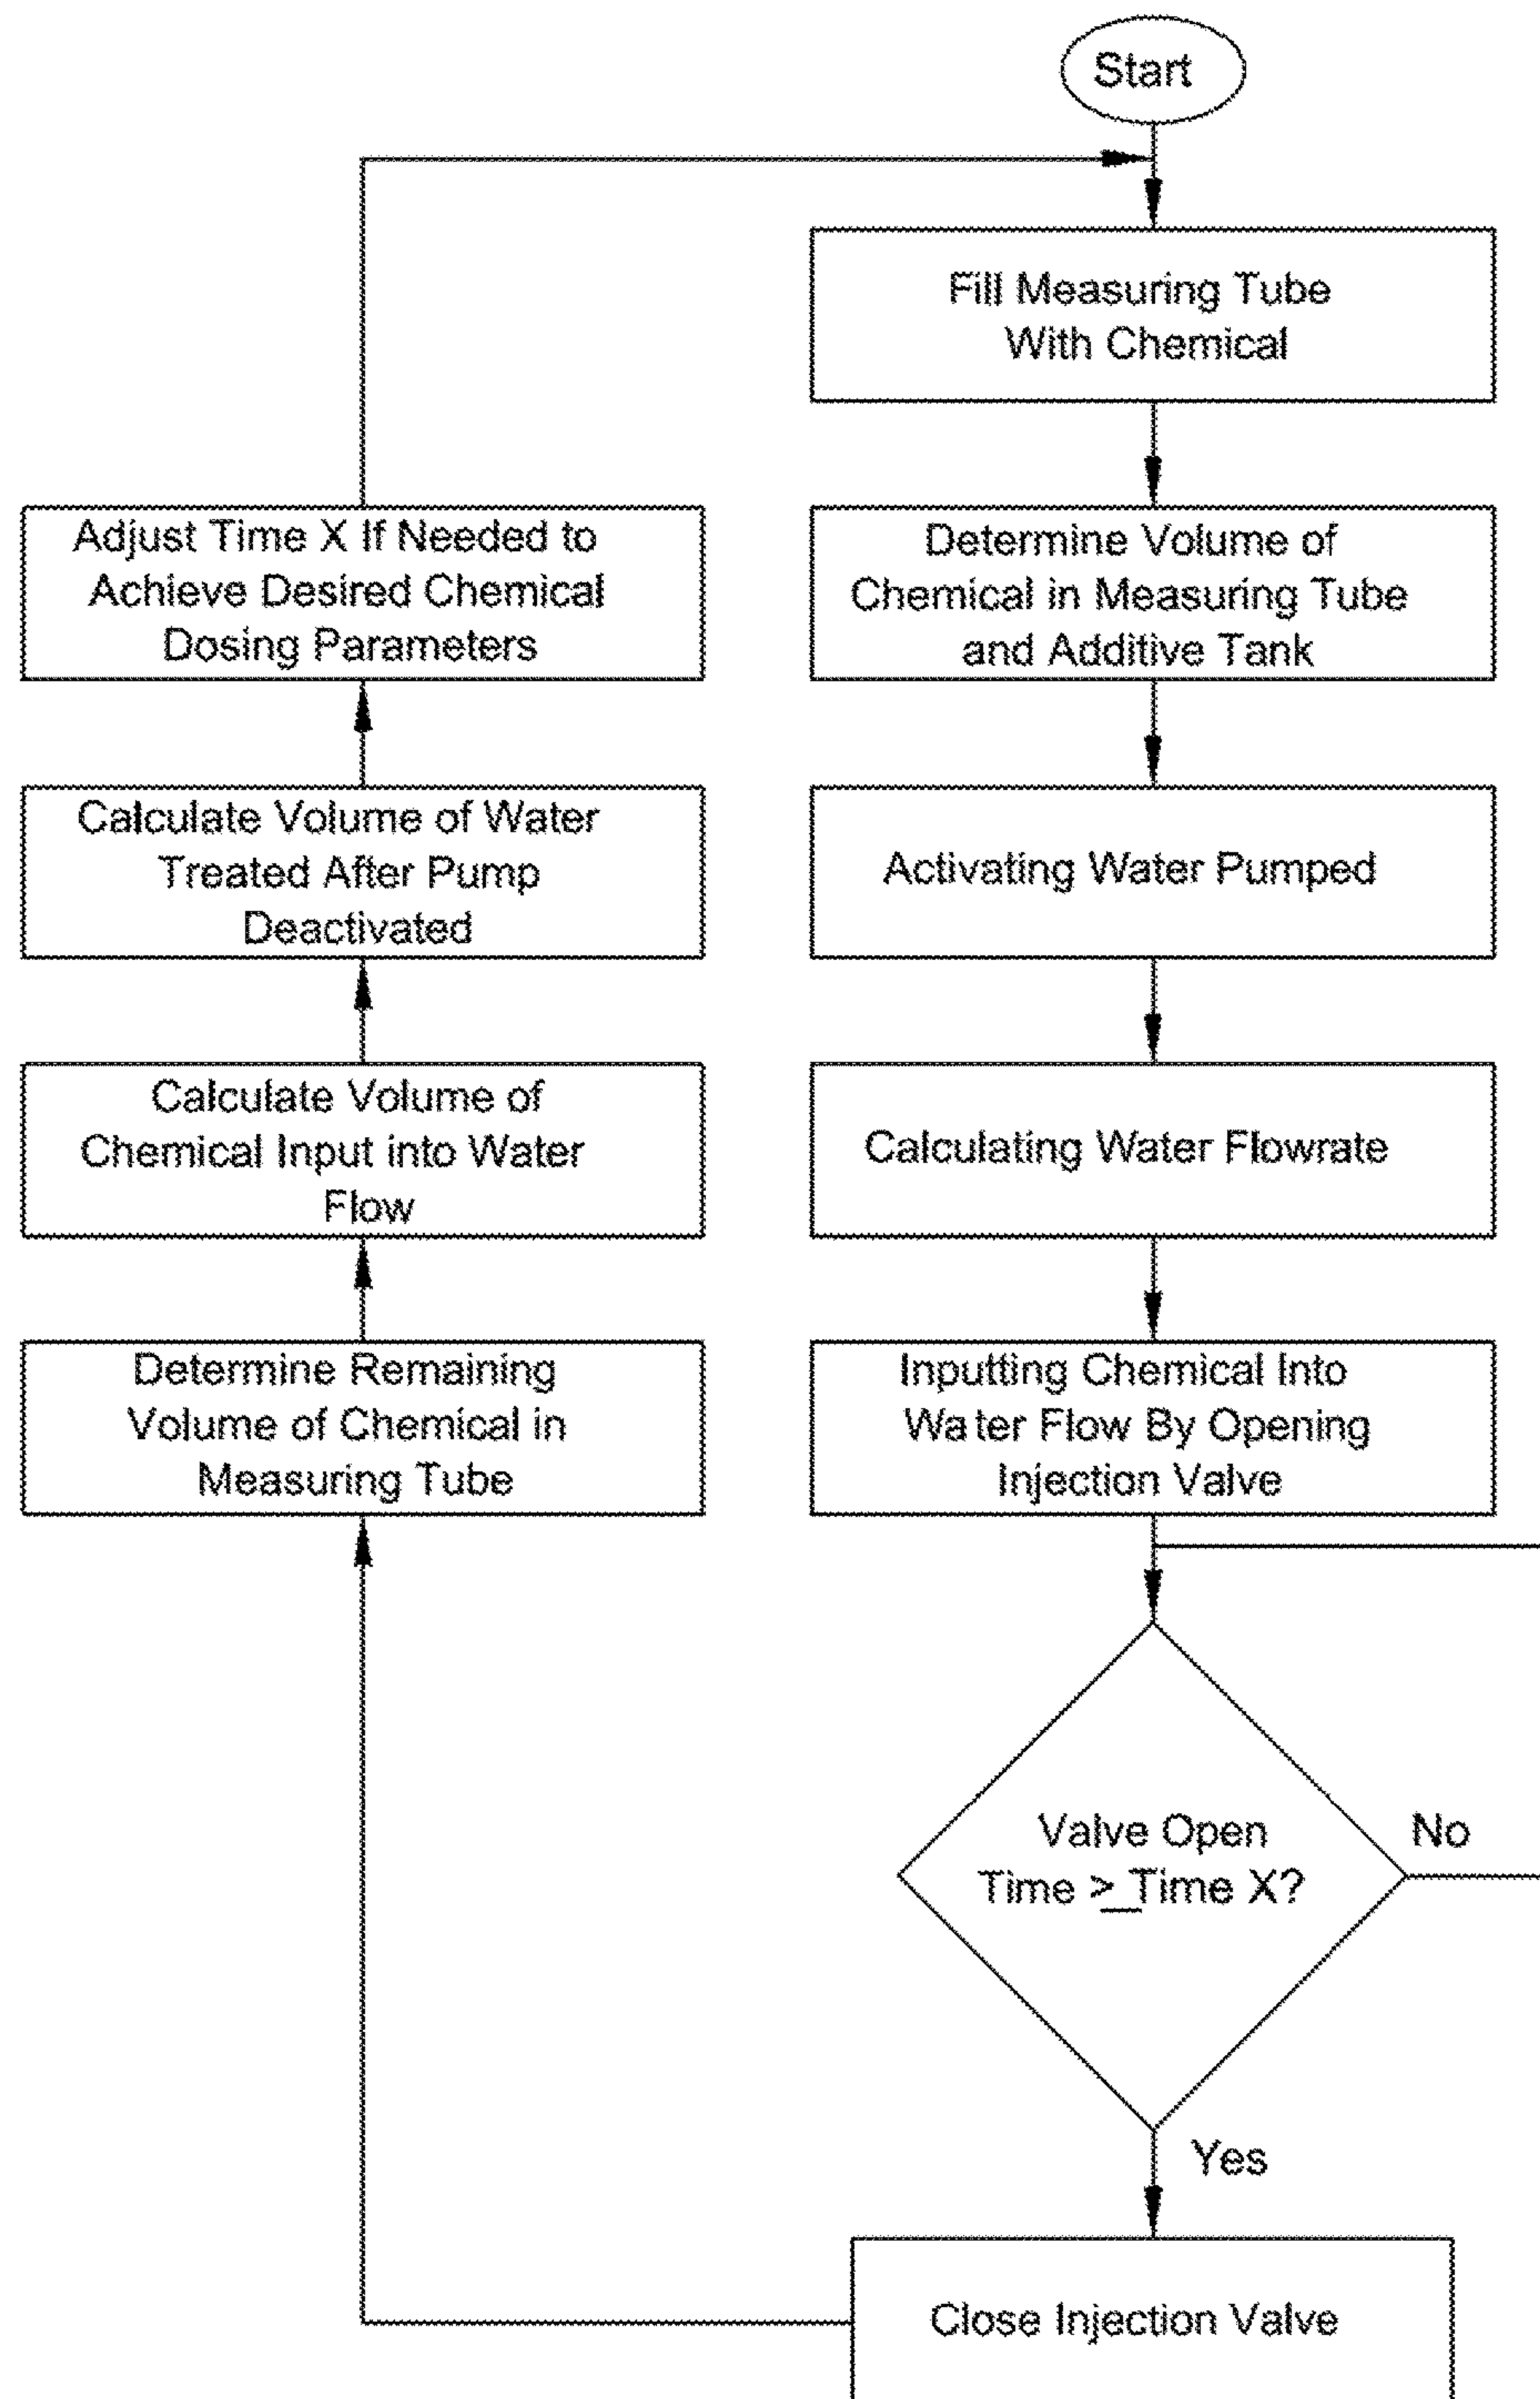 Start
Fill Measuring Tube
With Chemical
Determine Volume of
Chemical in Measuring Tube
and Additive Tank
Activating Water Pumped
Calculating Water Flowrate
Inputting Chemical Into
Water Flow By Opening
Injection Valve
Valve Open
Time >_Time X?
No
Yes
Close Injection Valve
Determine Remaining
Volume of Chemical in
Measuring Tube
Calculate Volume of
Chemical Input into Water
Flow
Calculate Volume of Water
Treated After Pump
Deactivated
Adjust Time X If Needed to
Achieve Desired Chemical
Dosing Parameters